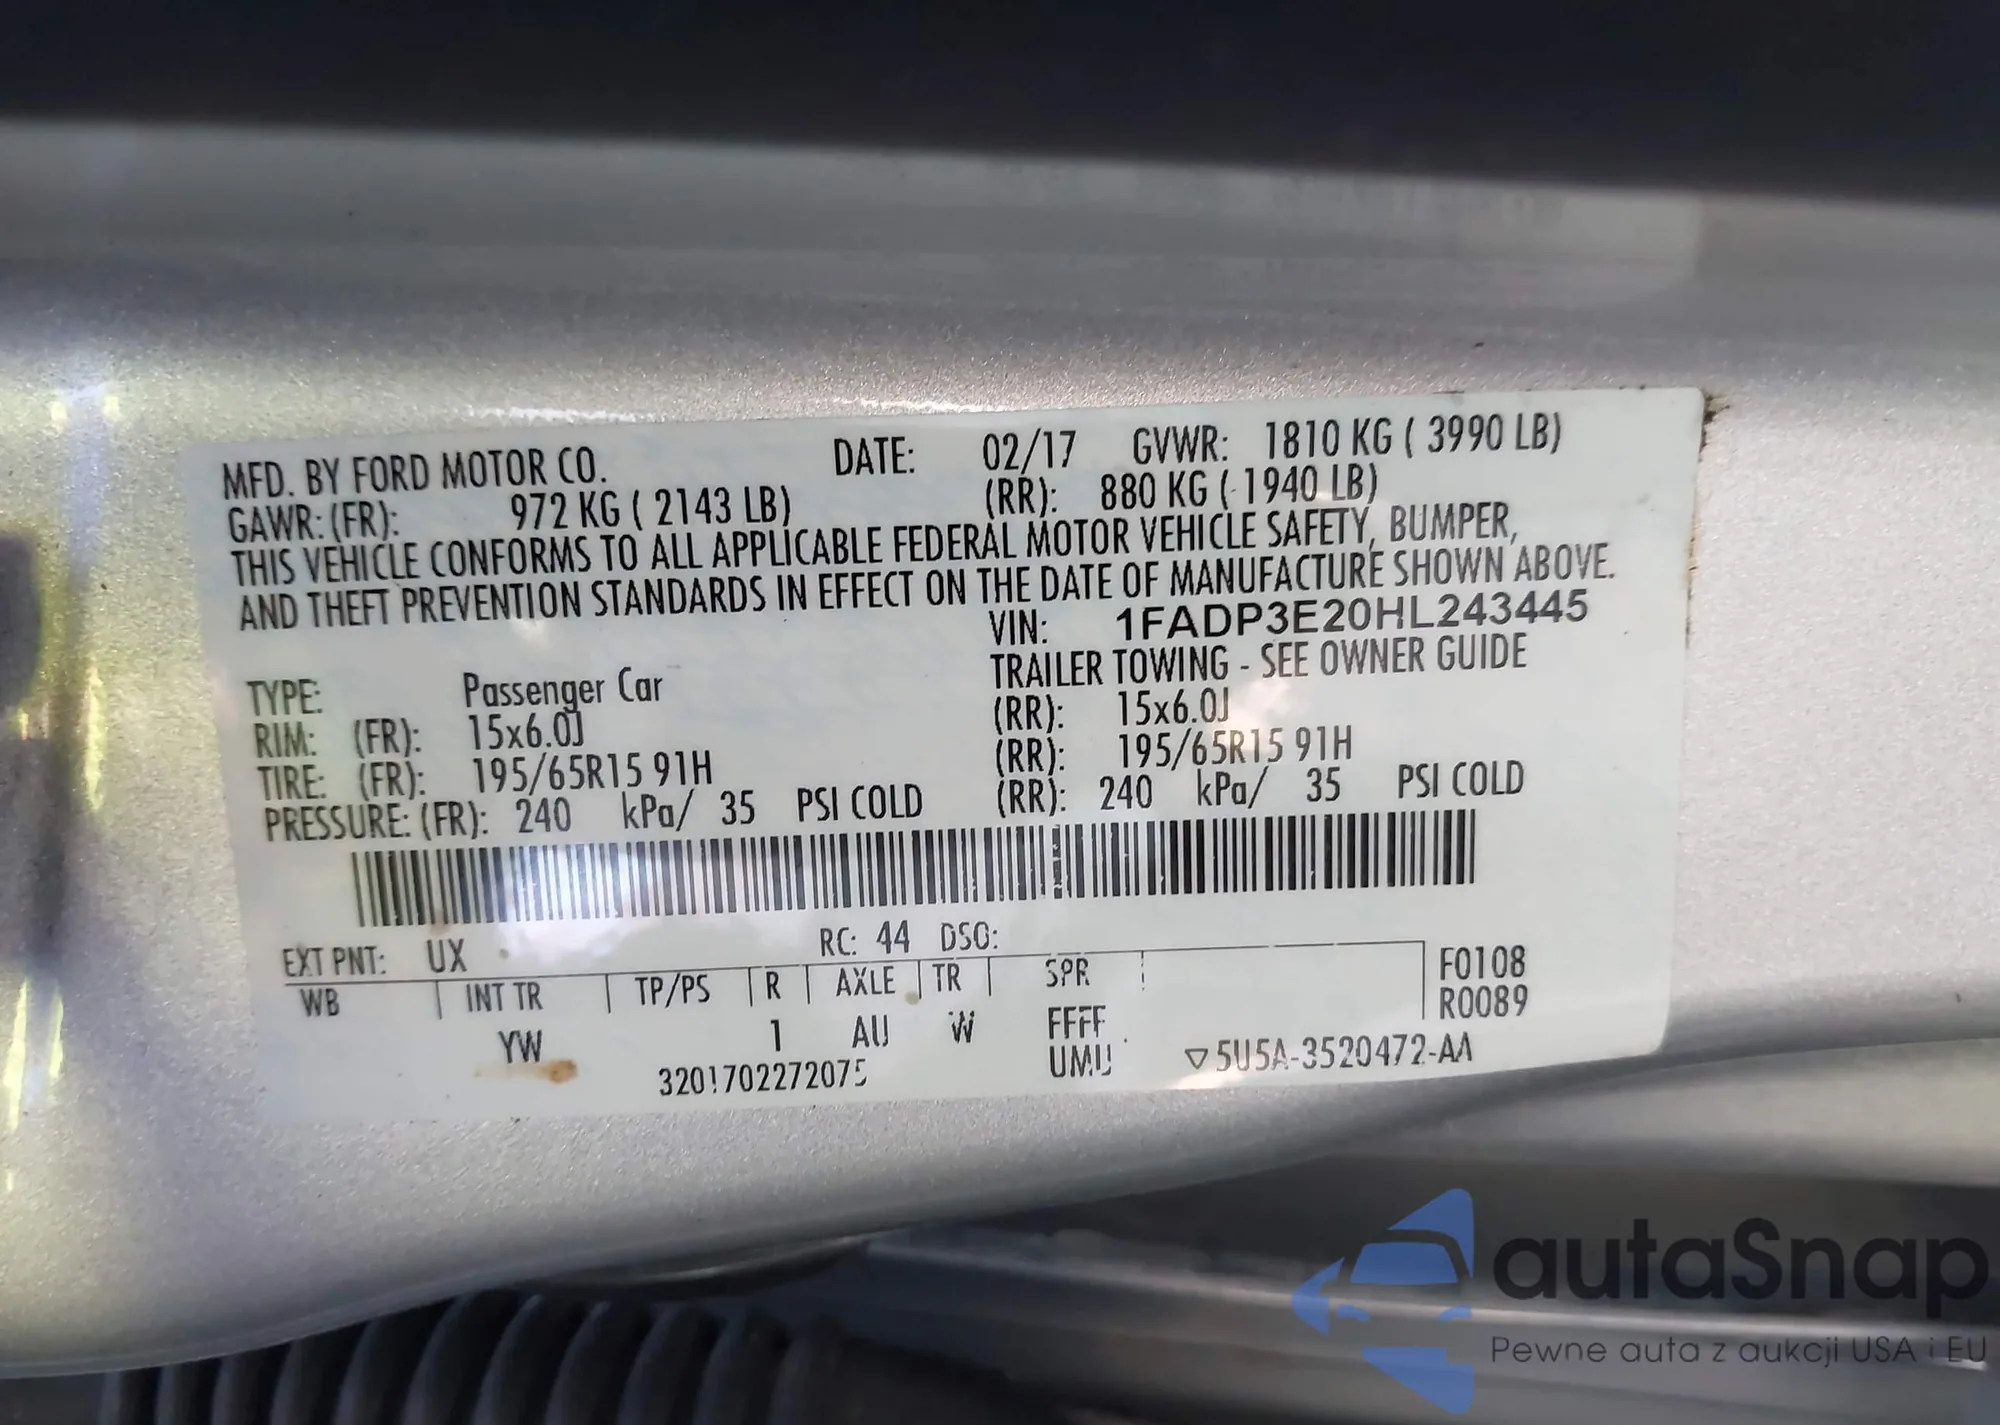 MFD. BY FORD MOTOR CO. DATE: 02/17 GVWR: 1810 KG ( 3990 LB)
GAWR: (FR): 972 KG ( 2143 LB) (RR): 880 KG ( 1940 LB)
THIS VEHICLE CONFORMS TO ALL APPLICABLE FEDERAL MOTOR VEHICLE SAFETY, BUMPER,
AND THEFT PREVENTION STANDARDS IN EFFECT ON THE DATE OF MANUFACTURE SHOWN ABOVE.
VIN: 1FADP3E20HL243445
TRAILER TOWING - SEE OWNER GUIDE
TYPE: Passenger Car
RIM: (FR): 15x6.0J (RR): 15x6.0J
TIRE: (FR): 195/65R15 91H (RR): 195/65R15 91H
PRESSURE: (FR): 240 kPa/ 35 PSI COLD (RR): 240 kPa/ 35 PSI COLD
EXT PNT: UX RC: 44 DSO:
WB INT TR TP/PS R AXLE TR SPR F0108
R0089
YW 1 AU W FFFF
3201702272075 UMU ▽5U5A-3520472-AA
autaSnap
Pewne auta z aukcji USA i EU